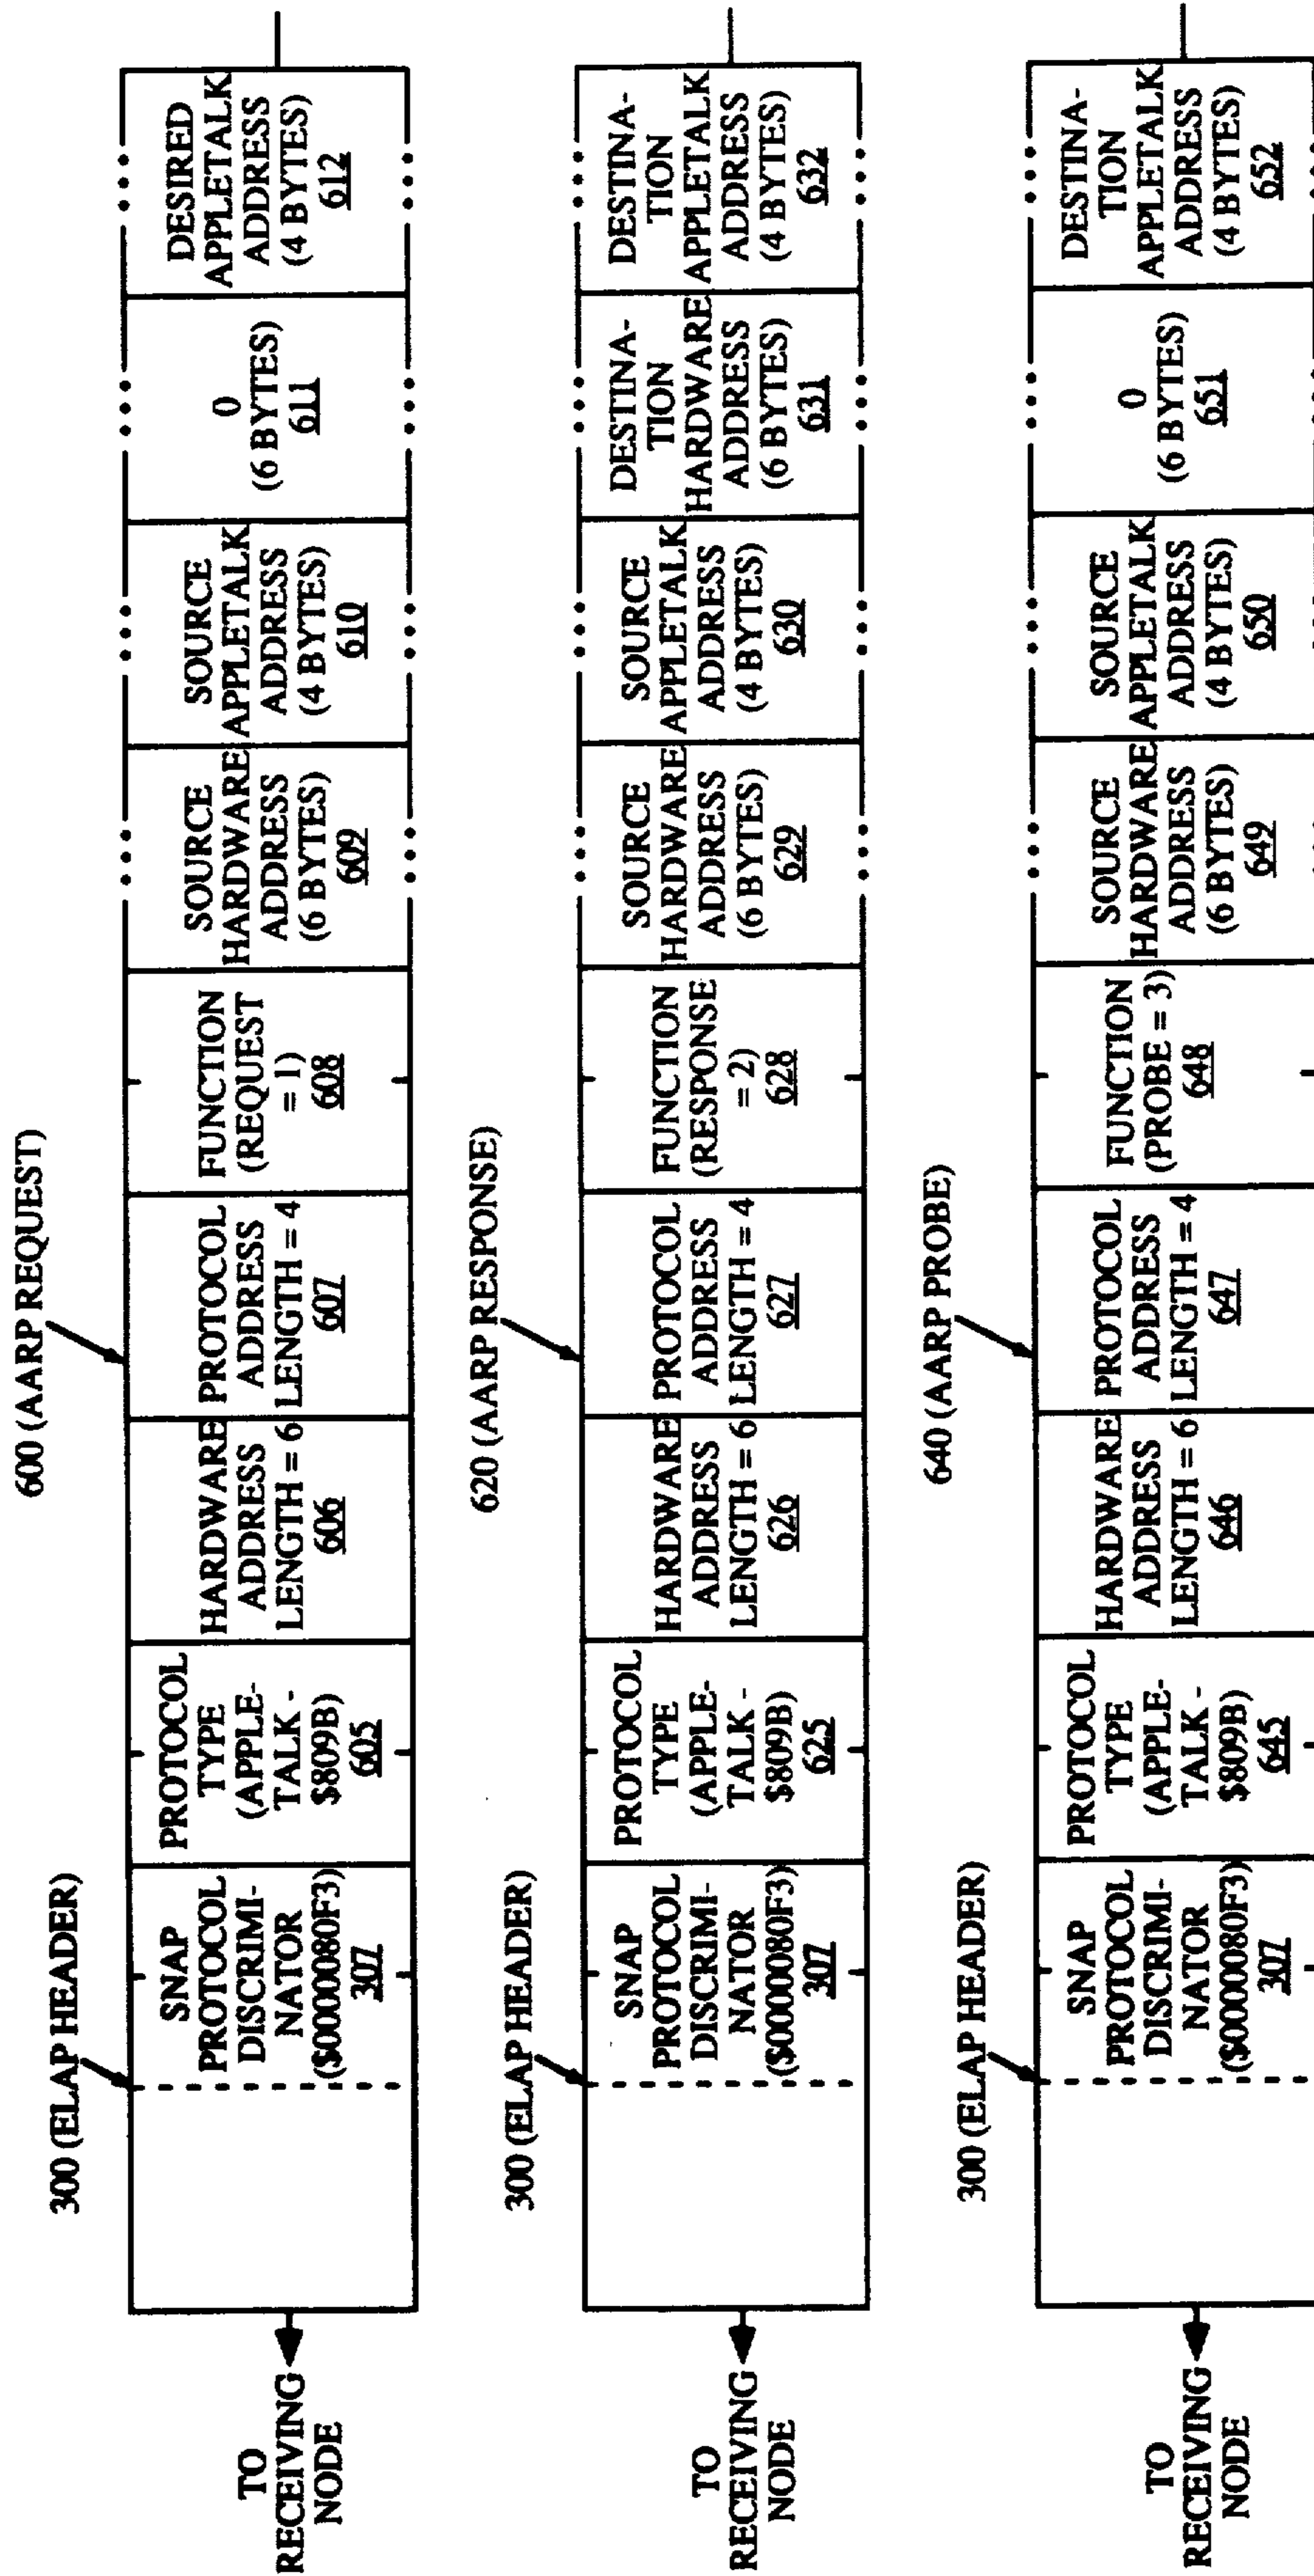 600 (AARP REQUEST)
300 (ELAP HEADER)
TO
RECEIVING
NODE
SNAP
PROTOCOL
DISCRIMI-
NATOR
($000080F3)
307
PROTOCOL
TYPE
(APPLE-
TALK -
$809B)
605
HARDWARE
ADDRESS
LENGTH = 6
606
PROTOCOL
ADDRESS
LENGTH = 4
607
FUNCTION
(REQUEST
= 1)
608
SOURCE
HARDWARE
ADDRESS
(6 BYTES)
609
SOURCE
APPLETALK
ADDRESS
(4 BYTES)
610
0
(6 BYTES)
611
DESIRED
APPLETALK
ADDRESS
(4 BYTES)
612
620 (AARP RESPONSE)
300 (ELAP HEADER)
TO
RECEIVING
NODE
SNAP
PROTOCOL
DISCRIMI-
NATOR
($000080F3)
307
PROTOCOL
TYPE
(APPLE-
TALK -
$809B)
625
HARDWARE
ADDRESS
LENGTH = 6
626
PROTOCOL
ADDRESS
LENGTH = 4
627
FUNCTION
(RESPONSE
= 2)
628
SOURCE
HARDWARE
ADDRESS
(6 BYTES)
629
SOURCE
APPLETALK
ADDRESS
(4 BYTES)
630
DESTINA-
TION
HARDWARE
ADDRESS
(6 BYTES)
631
DESTINA-
TION
APPLETALK
ADDRESS
(4 BYTES)
632
640 (AARP PROBE)
300 (ELAP HEADER)
TO
RECEIVING
NODE
SNAP
PROTOCOL
DISCRIMI-
NATOR
($000080F3)
307
PROTOCOL
TYPE
(APPLE-
TALK -
$809B)
645
HARDWARE
ADDRESS
LENGTH = 6
646
PROTOCOL
ADDRESS
LENGTH = 4
647
FUNCTION
(PROBE = 3)
648
SOURCE
HARDWARE
ADDRESS
(6 BYTES)
649
SOURCE
APPLETALK
ADDRESS
(4 BYTES)
650
0
(6 BYTES)
651
DESTINA-
TION
APPLETALK
ADDRESS
(4 BYTES)
652